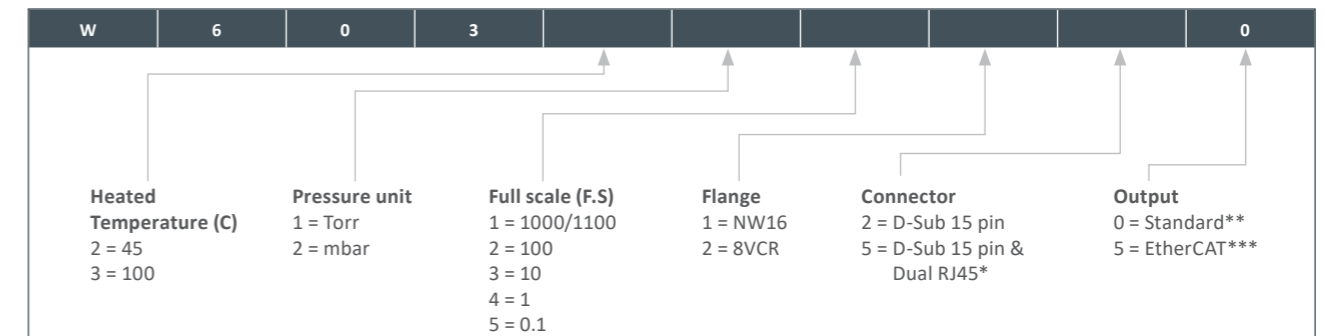 W 6 0 3 0
Heated
Temperature (C)
2 = 45
3 = 100
Pressure unit
1 = Torr
2 = mbar
Full scale (F.S)
1 = 1000/1100
2 = 100
3 = 10
4 = 1
5 = 0.1
Flange
1 = NW16
2 = 8VCR
Connector
2 = D-Sub 15 pin
5 = D-Sub 15 pin &
Dual RJ45*
Output
0 = Standard**
5 = EtherCAT***